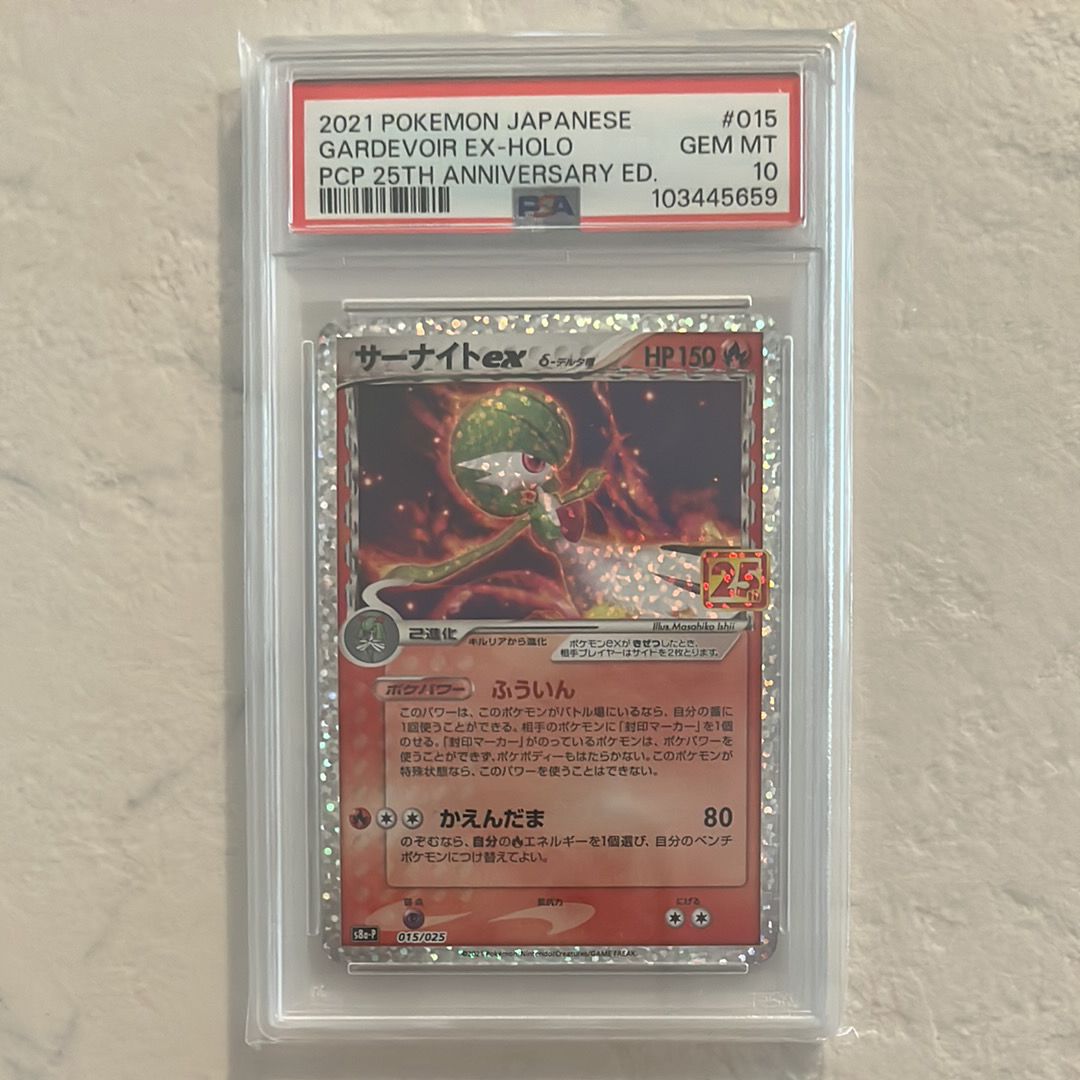 2021 POKEMON JAPANESE #015
GARDEVOIR EX-HOLO GEM MT
PCP 25TH ANNIVERSARY ED. 10
PSA 103445659
サーナイトex δ-デルタ種 HP150
25th
Illus. Masahiko Ishii
2進化 キルリアから進化
ポケモンexがきぜつしたとき、
相手プレイヤーはサイドを2枚とります。
ポケパワー ふういん
このパワーは、このポケモンがバトル場にいるなら、自分の番に
1回使うことができる。相手のポケモンに「封印マーカー」を1個
のせる。「封印マーカー」がのっているポケモンは、ポケパワーを
使うことができず、ポケボディーもはたらかない。このポケモンが
特殊状態なら、このパワーを使うことはできない。
かえんだま 80
のぞむなら、自分のエネルギーを1個選び、自分のベンチ
ポケモンにつけ替えてよい。
弱点 抵抗力 にげる
s8a-P 015/025
©2021 Pokémon/Nintendo/Creatures/GAME FREAK.